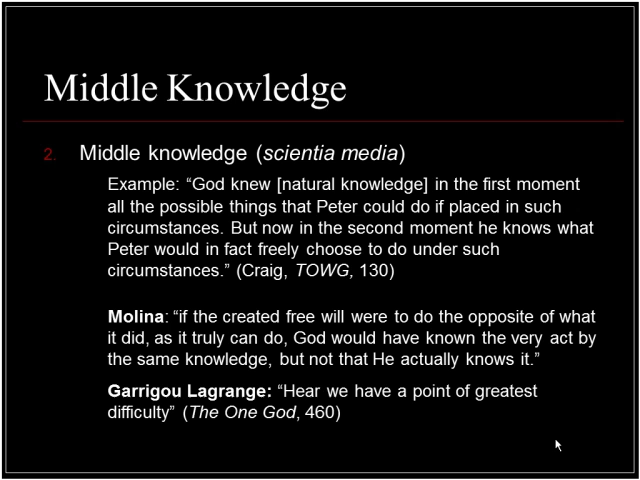 Middle Knowledge
2. Middle knowledge (scientia media)
Example: “God knew [natural knowledge] in the first moment
all the possible things that Peter could do if placed in such
circumstances. But now in the second moment he knows what
Peter would in fact freely choose to do under such
circumstances.” (Craig, TOWG, 130)
Molina: “if the created free will were to do the opposite of what
it did, as it truly can do, God would have known the very act by
the same knowledge, but not that He actually knows it.”
Garrigou Lagrange: “Hear we have a point of greatest
difficulty” (The One God, 460)